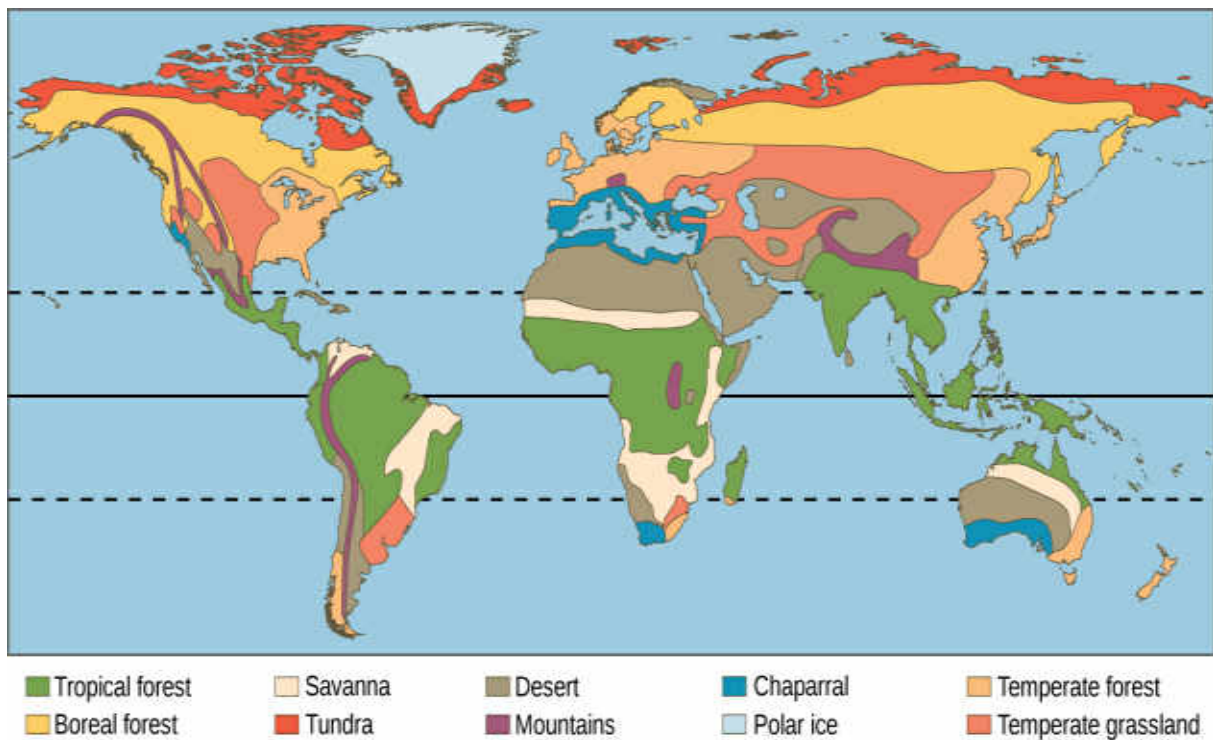 Tropical forest Savanna Desert Chaparral Temperate forest
Boreal forest Tundra Mountains Polar ice Temperate grassland